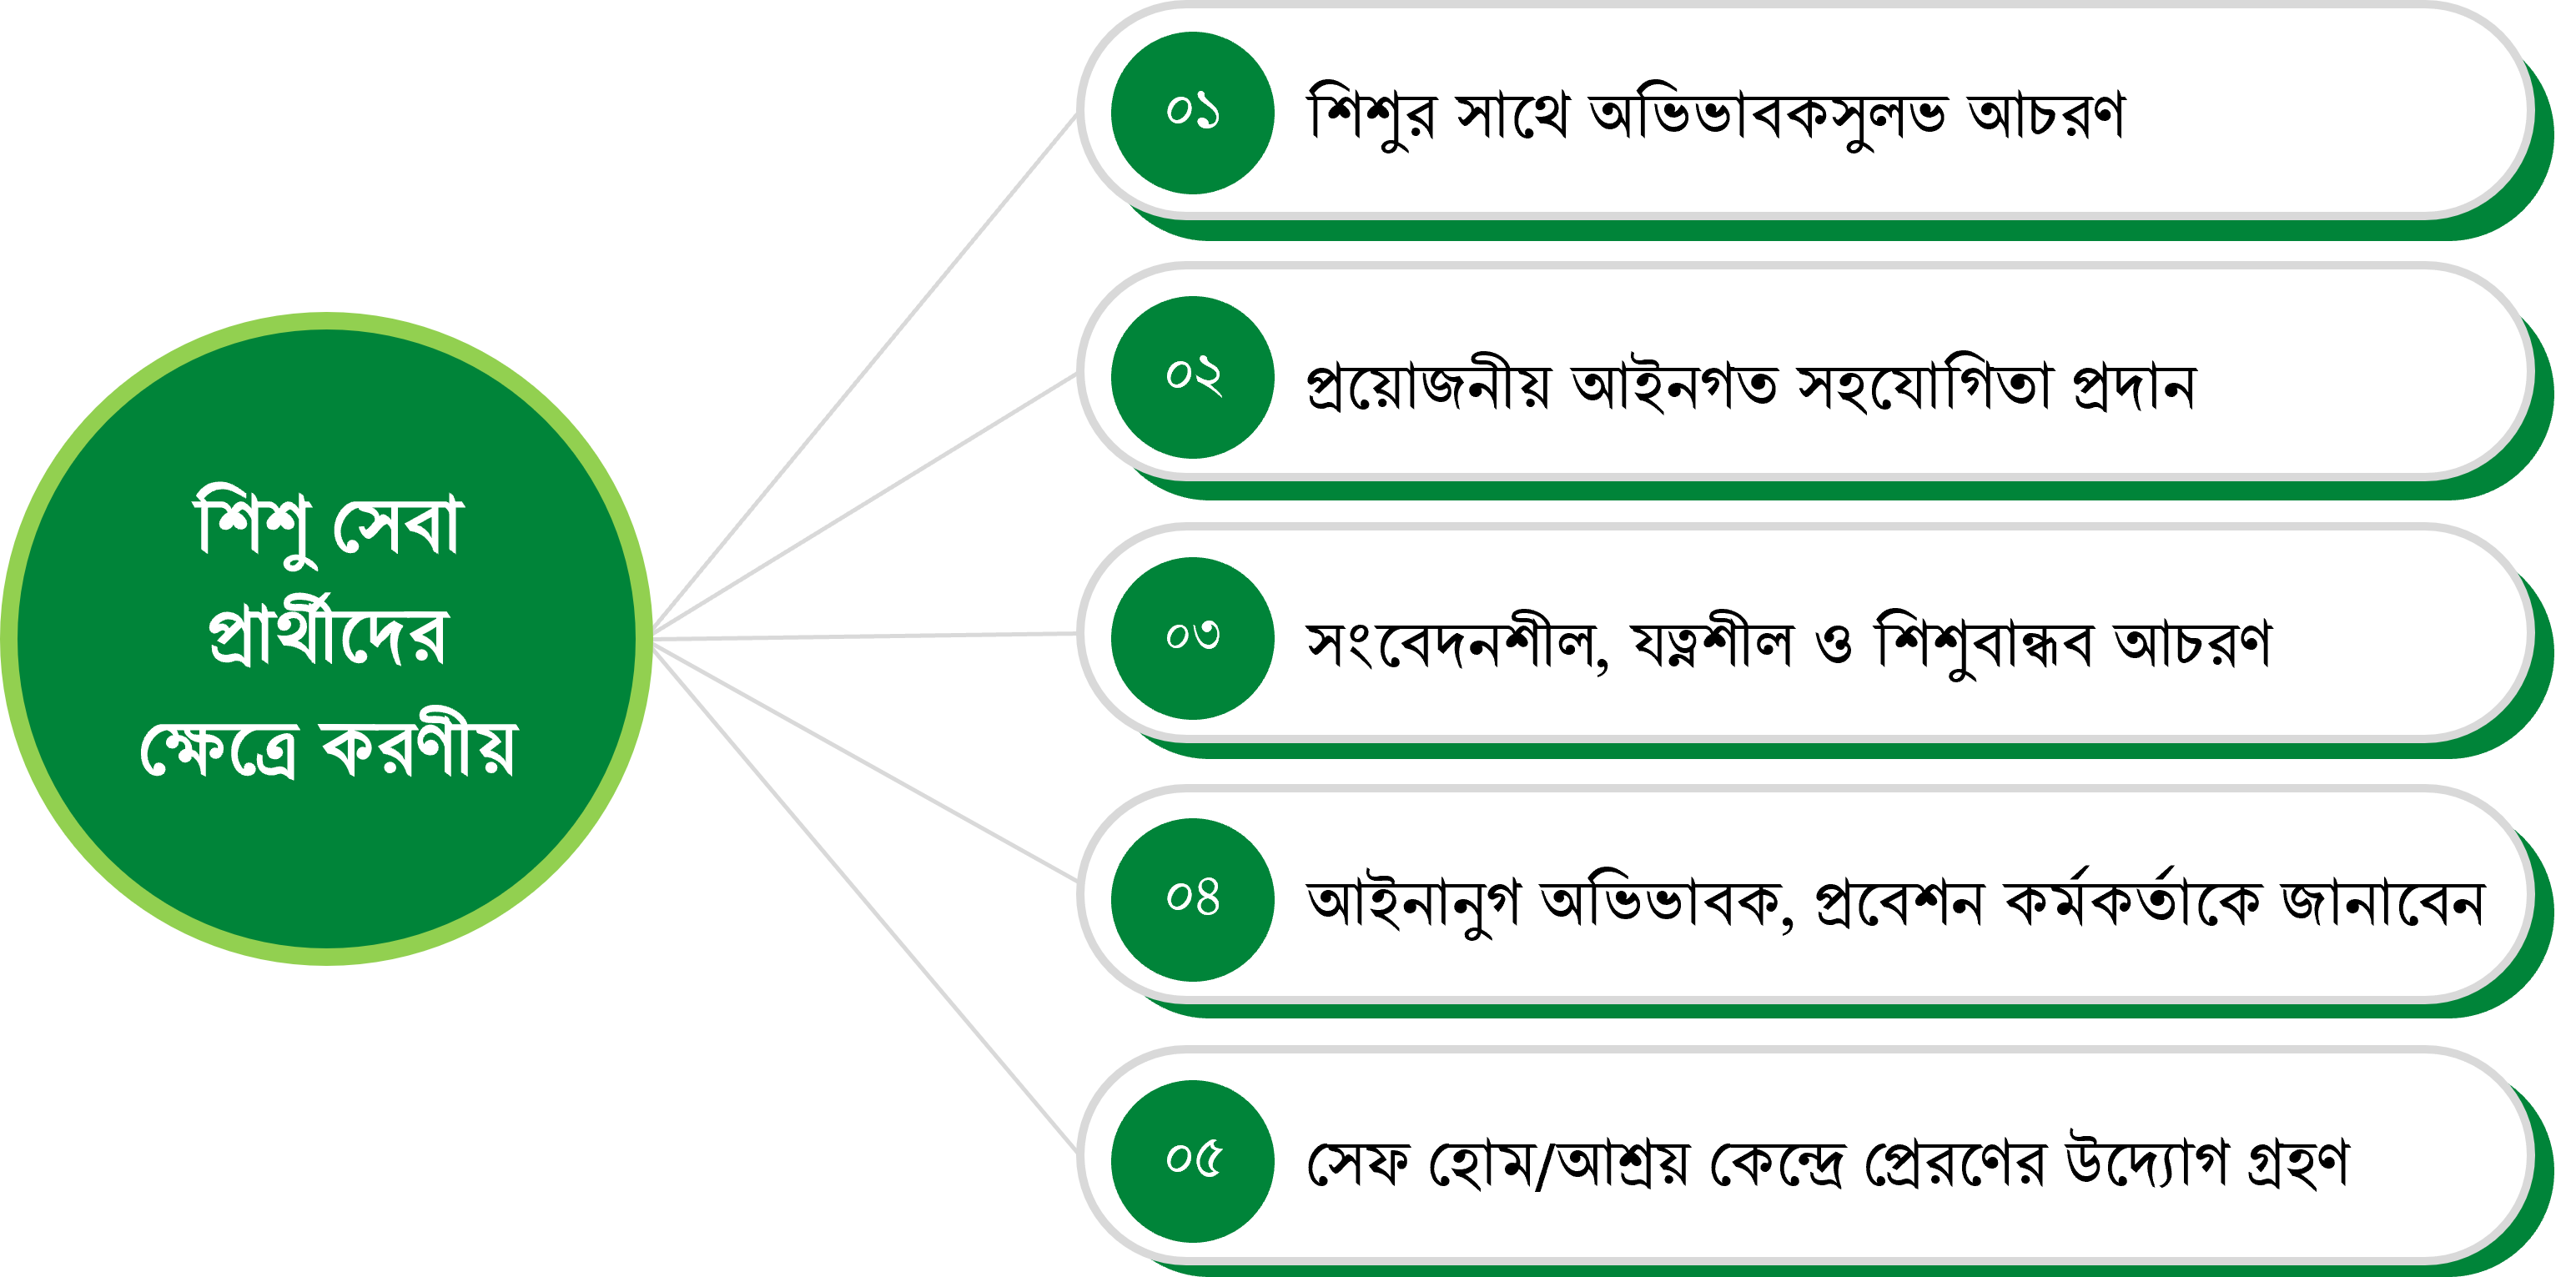 শিশু সেবা
প্রার্থীদের
ক্ষেত্রে করণীয়
০১ শিশুর সাথে অভিভাবকসুলভ আচরণ
০২ প্রয়োজনীয় আইনগত সহযোগিতা প্রদান
০৩ সংবেদনশীল, যত্নশীল ও শিশুবান্ধব আচরণ
০৪ আইনানুগ অভিভাবক, প্রবেশন কর্মকর্তাকে জানাবেন
০৫ সেফ হোম/আশ্রয় কেন্দ্রে প্রেরণের উদ্যোগ গ্রহণ